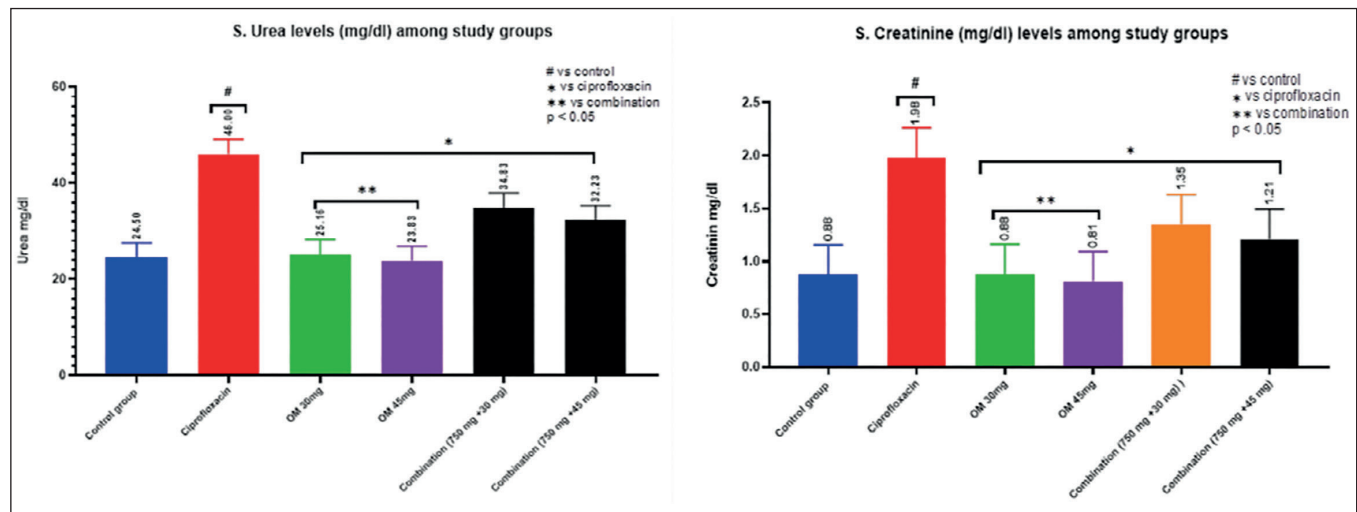 S. Urea levels (mg/dl) among study groups
# vs control
* vs ciprofloxacin
** vs combination
p < 0.05
Urea mg/dl
60
40
20
0
24.50
#
46.00
*
**
25.16
23.83
34.83
32.23
Control group
Ciprofloxacin
OM 30mg
OM 45mg
Combination (750 mg +30 mg)
Combination (750 mg +45 mg)
S. Creatinine (mg/dl) levels among study groups
# vs control
* vs ciprofloxacin
** vs combination
p < 0.05
Creatinin mg/dl
2.5
2.0
1.5
1.0
0.5
0.0
0.88
#
1.98
*
**
0.88
0.81
1.35
1.21
Control group
Ciprofloxacin
OM 30mg
OM 45mg
Combination (750 mg +30 mg) )
Combination (750 mg +45 mg)